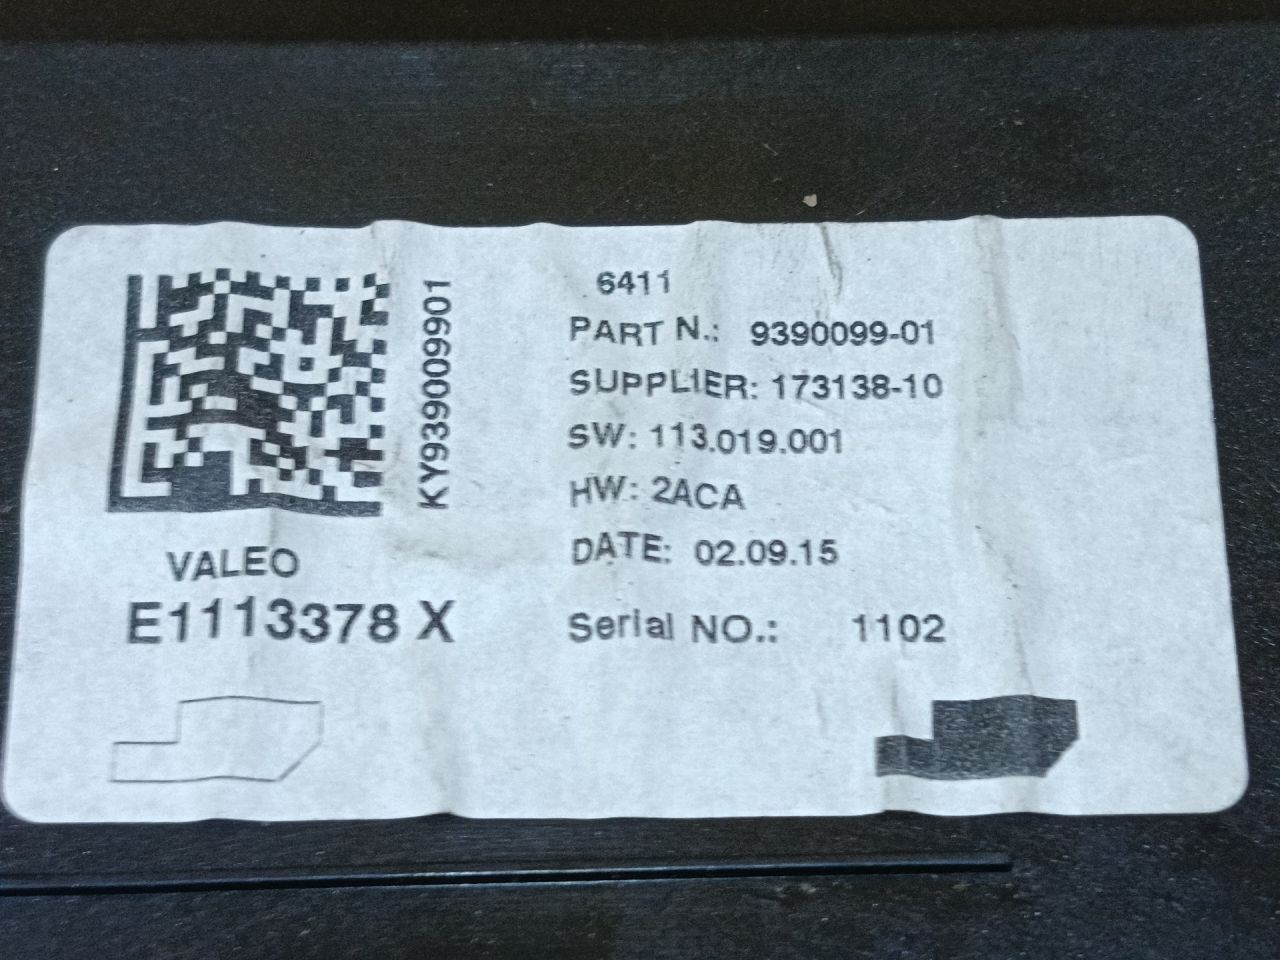 KY939009901
VALEO
E1113378 X
6411
PART N.: 9390099-01
SUPPLIER: 173138-10
SW: 113.019.001
HW: 2ACA
DATE: 02.09.15
Serial NO.: 1102